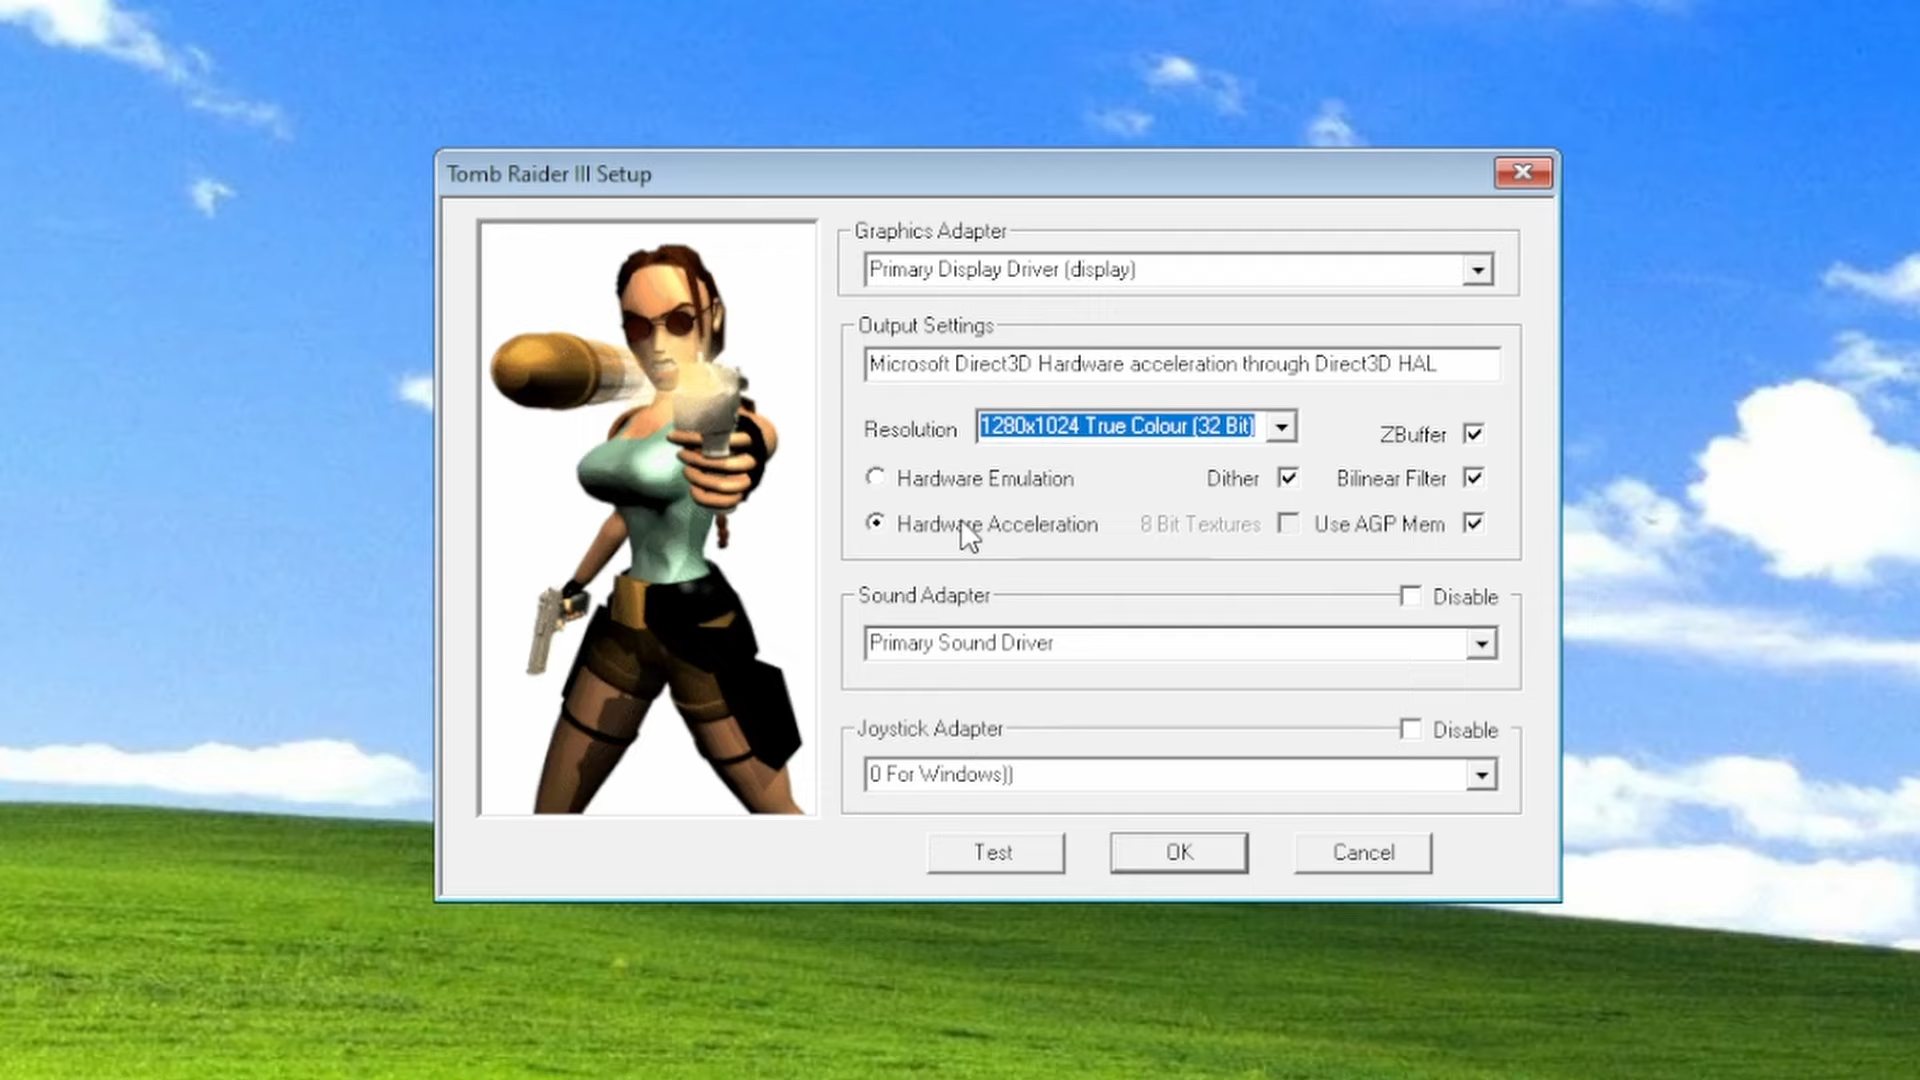 Tomb Raider III Setup
Graphics Adapter
Primary Display Driver (display)
Output Settings
Microsoft Direct3D Hardware acceleration through Direct3D HAL
Resolution 1280x1024 True Colour (32 Bit) ZBuffer
Hardware Emulation Dither Bilinear Filter
Hardware Acceleration 8 Bit Textures Use AGP Mem
Sound Adapter Disable
Primary Sound Driver
Joystick Adapter Disable
0 For Windows))
Test OK Cancel